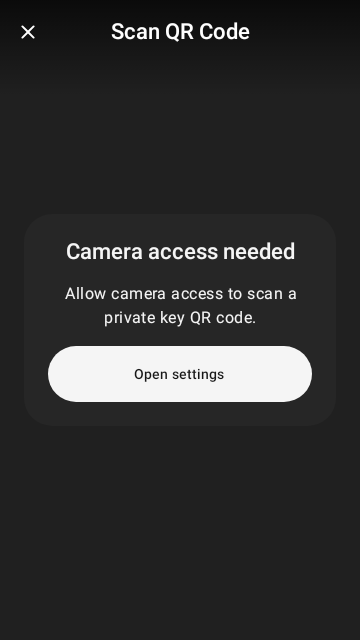 Scan QR Code
Camera access needed
Allow camera access to scan a
private key QR code.
Open settings